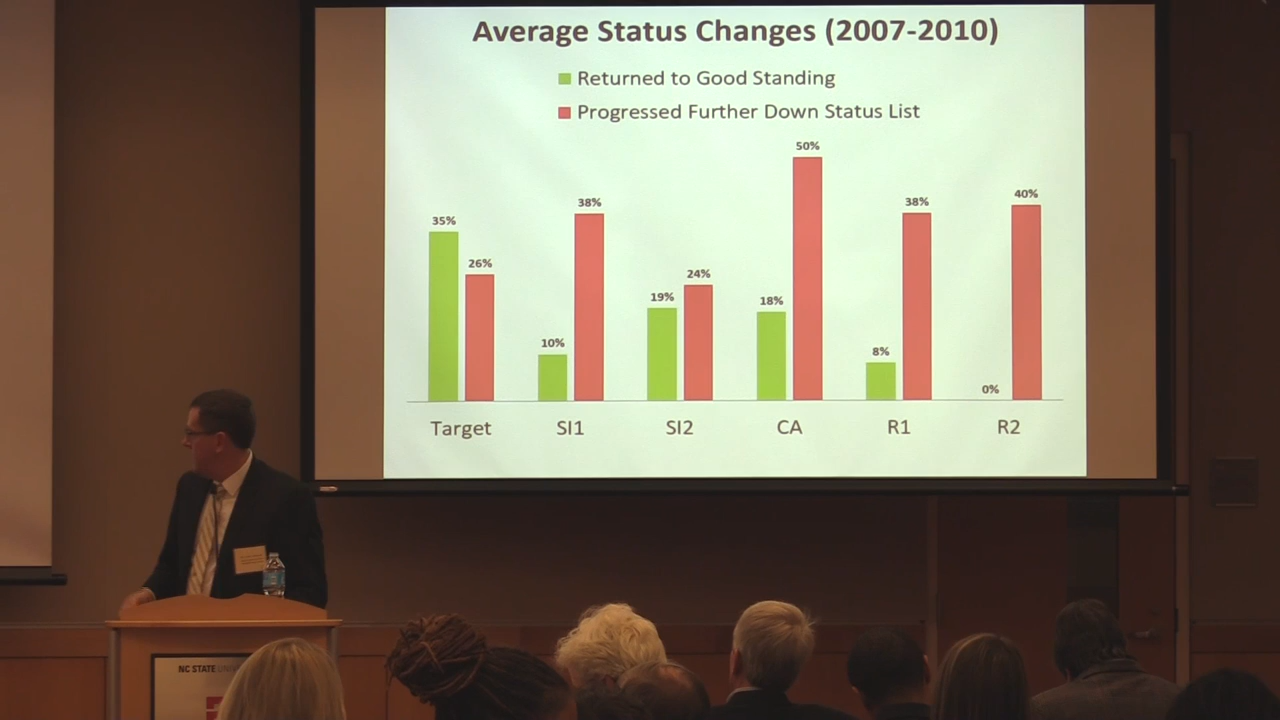 Average Status Changes (2007-2010)
Returned to Good Standing
Progressed Further Down Status List
35% 26% 10% 38% 19% 24% 18% 50% 8% 38% 0% 40%
Target SI1 SI2 CA R1 R2
NC STATE